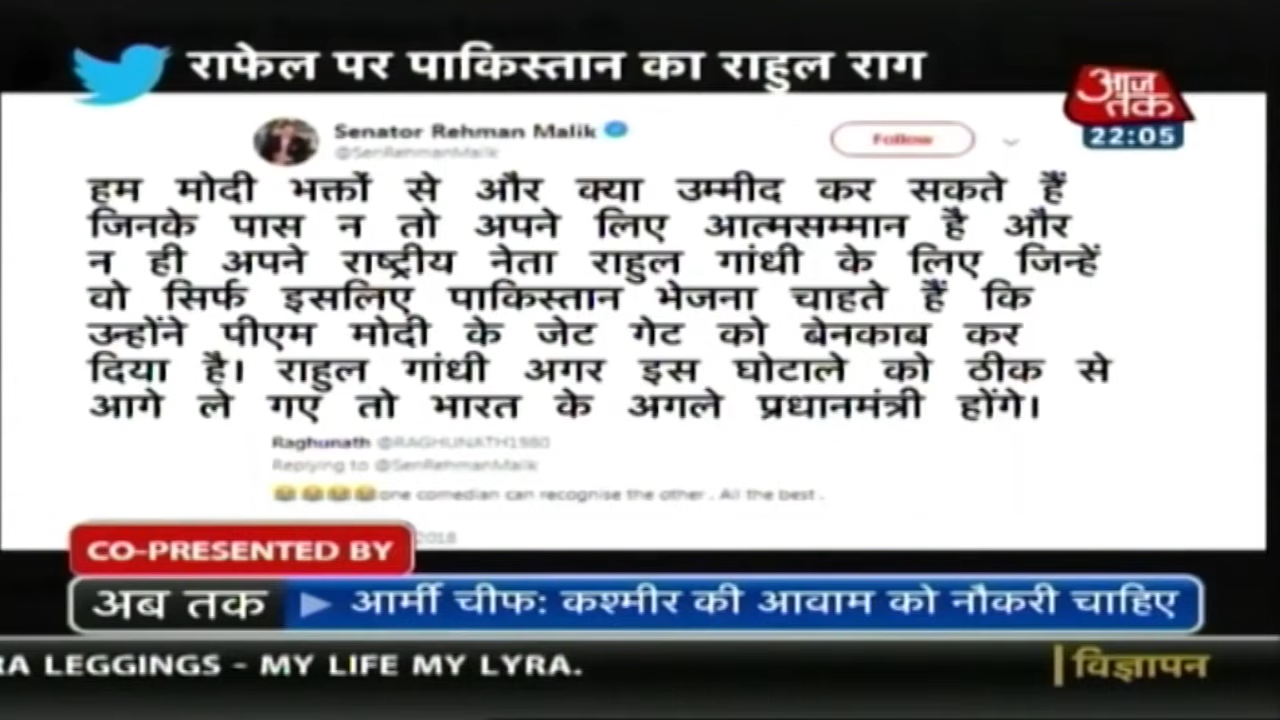 राफेल पर पाकिस्तान का राहुल राग
आज तक
22:05
Senator Rehman Malik
@SenRehmanMalik
Follow
हम मोदी भक्तों से और क्या उम्मीद कर सकते हैं
जिनके पास न तो अपने लिए आत्मसम्मान है और
न ही अपने राष्ट्रीय नेता राहुल गांधी के लिए जिन्हें
वो सिर्फ इसलिए पाकिस्तान भेजना चाहते हैं कि
उन्होंने पीएम मोदी के जेट गेट को बेनकाब कर
दिया है। राहुल गांधी अगर इस घोटाले को ठीक से
आगे ले गए तो भारत के अगले प्रधानमंत्री होंगे।
Raghunath @RAGHUNATH1980
Replying to @SenRehmanMalik
😂😂😂😂one comedian can recognise the other . All the best .
2018
CO-PRESENTED BY
अब तक ▶ आर्मी चीफ: कश्मीर की आवाम को नौकरी चाहिए
RA LEGGINGS - MY LIFE MY LYRA.
विज्ञापन